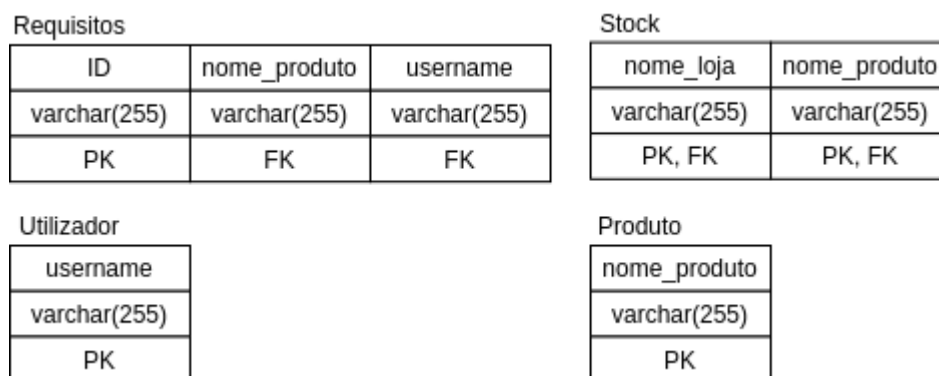 Requisitos
ID nome_produto username
varchar(255) varchar(255) varchar(255)
PK FK FK
Stock
nome_loja nome_produto
varchar(255) varchar(255)
PK, FK PK, FK
Utilizador
username
varchar(255)
PK
Produto
nome_produto
varchar(255)
PK